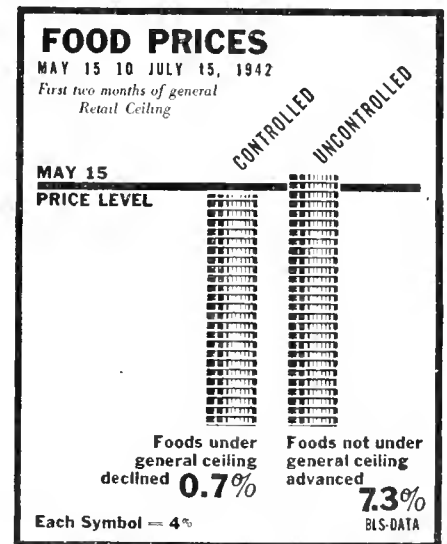 FOOD PRICES
MAY 15 10 JULY 15, 1942
First two months of general
Retail Ceiling
CONTROLLED
UNCONTROLLED
MAY 15
PRICE LEVEL
Foods under
general ceiling
declined 0.7%
Foods not under
general ceiling
advanced
7.3%
Each Symbol = 4%
BLS-DATA